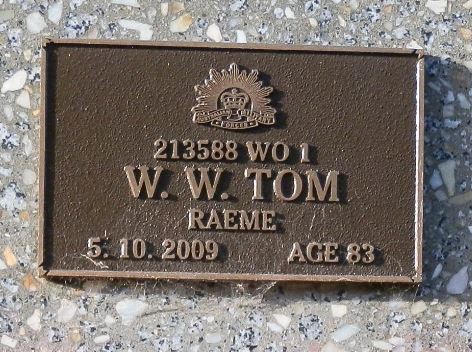 213588 WO 1
W. W. TOM
RAEME
5. 10. 2009 AGE 83